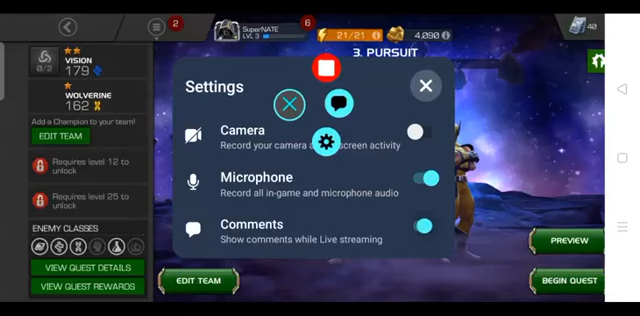 2
SuperNATE
LVL 3
6
21/21
4,090
40
3. PURSUIT
0/2
VISION
179
WOLVERINE
162
Add a Champion to your team!
EDIT TEAM
Requires level 12 to
unlock
Requires level 25 to
unlock
ENEMY CLASSES
VIEW QUEST DETAILS
VIEW QUEST REWARDS
Settings
Camera
Record your camera screen activity
Microphone
Record all in-game and microphone audio
Comments
Show comments while Live streaming
EDIT TEAM
PREVIEW
BEGIN QUEST